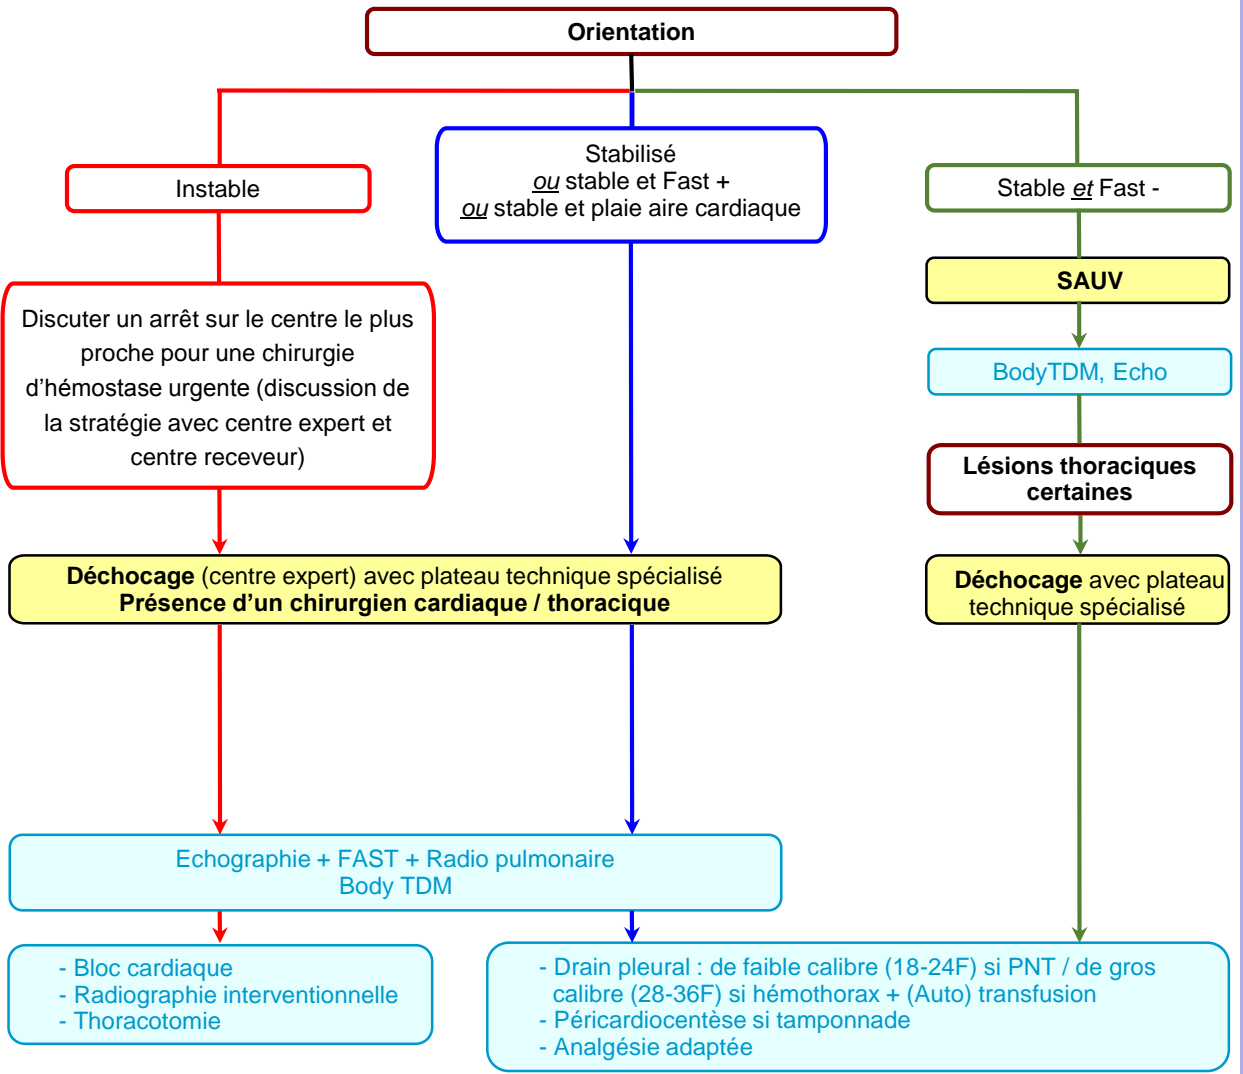 Orientation
Instable
Stabilisé
ou stable et Fast +
ou stable et plaie aire cardiaque
Stable et Fast -
SAUV
Discuter un arrêt sur le centre le plus
proche pour une chirurgie
d’hémostase urgente (discussion de
la stratégie avec centre expert et
centre receveur)
BodyTDM, Echo
Lésions thoraciques
certaines
Déchocage (centre expert) avec plateau technique spécialisé
Présence d’un chirurgien cardiaque / thoracique
Déchocage avec plateau
technique spécialisé
Echographie + FAST + Radio pulmonaire
Body TDM
- Bloc cardiaque
- Radiographie interventionnelle
- Thoracotomie
- Drain pleural : de faible calibre (18-24F) si PNT / de gros
calibre (28-36F) si hémothorax + (Auto) transfusion
- Péricardiocentèse si tamponnade
- Analgésie adaptée